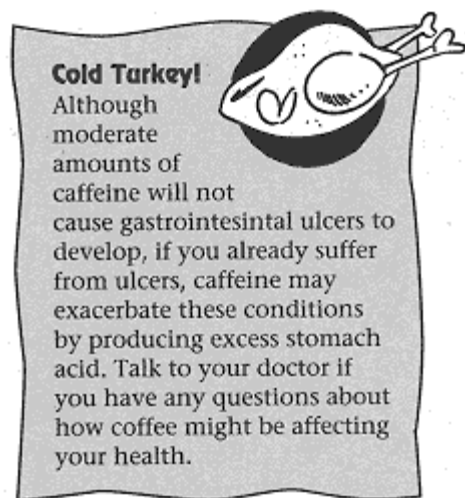 Cold Turkey!
Although
moderate
amounts of
caffeine will not
cause gastrointesintal ulcers to
develop, if you already suffer
from ulcers, caffeine may
exacerbate these conditions
by producing excess stomach
acid. Talk to your doctor if
you have any questions about
how coffee might be affecting
your health.